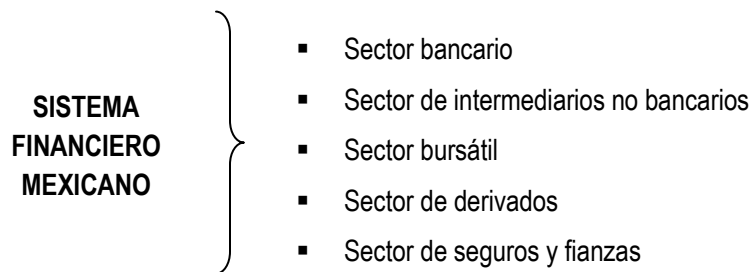 SISTEMA
FINANCIERO
MEXICANO
▪ Sector bancario
▪ Sector de intermediarios no bancarios
▪ Sector bursátil
▪ Sector de derivados
▪ Sector de seguros y fianzas